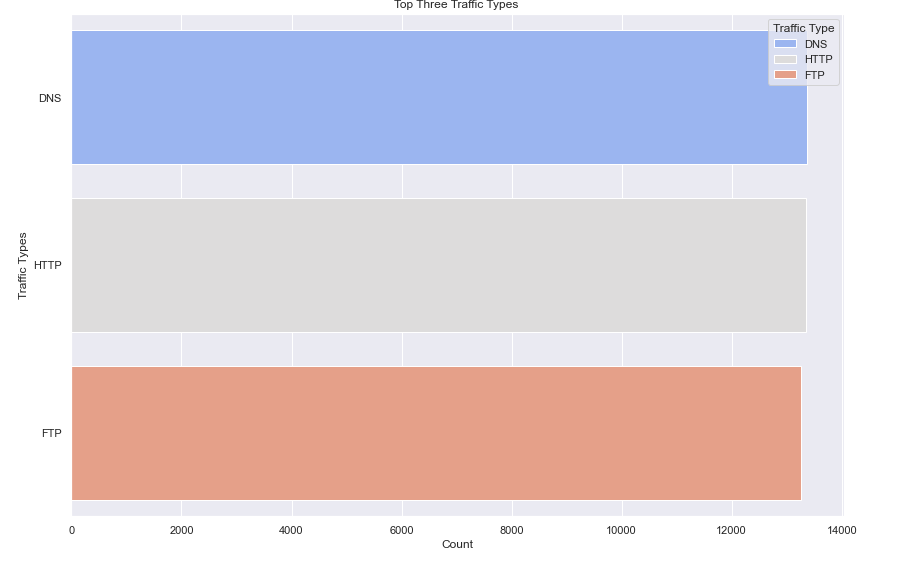 Top Three Traffic Types
Traffic Type
DNS
HTTP
FTP
DNS
HTTP
FTP
Traffic Types
0 2000 4000 6000 8000 10000 12000 14000
Count